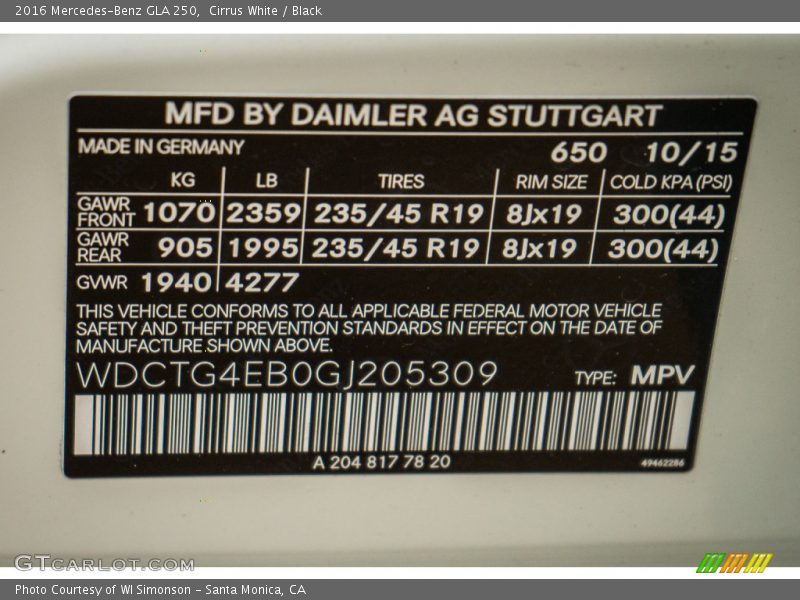 2016 Mercedes-Benz GLA 250, Cirrus White / Black
MFD BY DAIMLER AG STUTTGART
MADE IN GERMANY 650 10/15
KG LB TIRES RIM SIZE COLD KPA (PSI)
GAWR FRONT 1070 2359 235/45 R19 8Jx19 300(44)
GAWR REAR 905 1995 235/45 R19 8Jx19 300(44)
GVWR 1940 4277
THIS VEHICLE CONFORMS TO ALL APPLICABLE FEDERAL MOTOR VEHICLE
SAFETY AND THEFT PREVENTION STANDARDS IN EFFECT ON THE DATE OF
MANUFACTURE SHOWN ABOVE.
WDCTG4EB0GJ205309 TYPE: MPV
A 204 817 78 20 49462286
GTCARLOT.COM
Photo Courtesy of WI Simonson - Santa Monica, CA